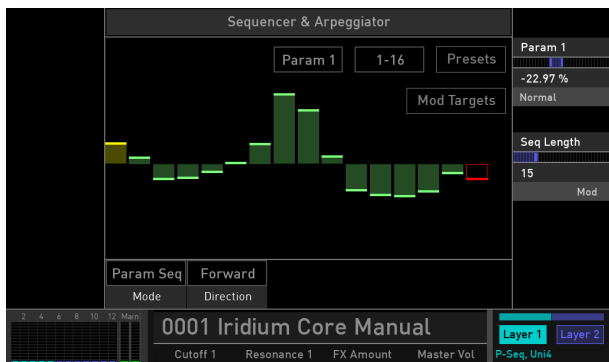 Sequencer & Arpeggiator
Param 1 1-16 Presets
Mod Targets
Param 1
-22.97 %
Normal
Seq Length
15
Mod
Param Seq Forward
Mode Direction
2 4 6 8 10 12 Main
0001 Iridium Core Manual
Cutoff 1 Resonance 1 FX Amount Master Vol
Layer 1 Layer 2
P-Seq, Uni4